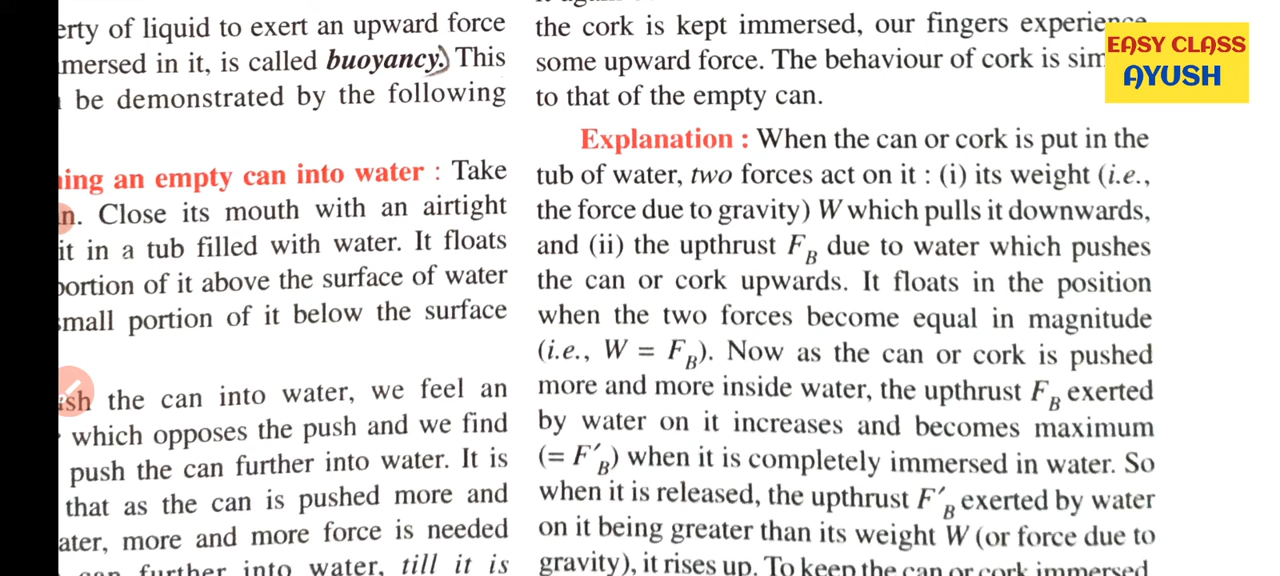 erty of liquid to exert an upward force
mersed in it, is called buoyancy. This
be demonstrated by the following
ing an empty can into water : Take
n. Close its mouth with an airtight
it in a tub filled with water. It floats
portion of it above the surface of water
small portion of it below the surface
ish the can into water, we feel an
which opposes the push and we find
push the can further into water. It is
that as the can is pushed more and
ater, more and more force is needed
can further into water, till it is
the cork is kept immersed, our fingers experience
some upward force. The behaviour of cork is sim
to that of the empty can.
Explanation : When the can or cork is put in the
tub of water, two forces act on it : (i) its weight (i.e.,
the force due to gravity) W which pulls it downwards,
and (ii) the upthrust F_B due to water which pushes
the can or cork upwards. It floats in the position
when the two forces become equal in magnitude
(i.e., W = F_B). Now as the can or cork is pushed
more and more inside water, the upthrust F_B exerted
by water on it increases and becomes maximum
(= F′_B) when it is completely immersed in water. So
when it is released, the upthrust F′_B exerted by water
on it being greater than its weight W (or force due to
gravity), it rises up. To keep the can or cork immersed
EASY CLASS
AYUSH